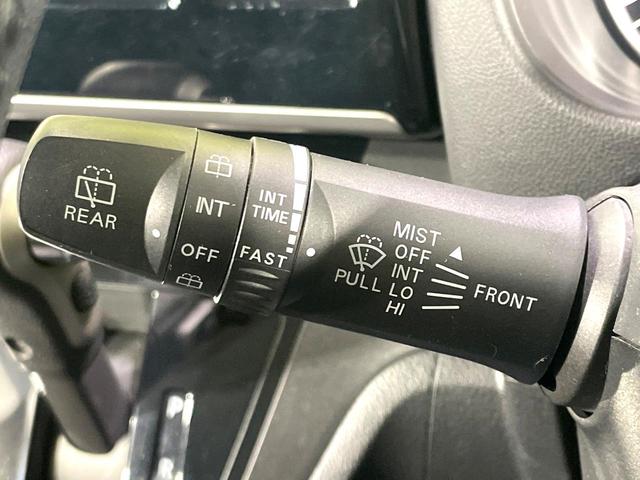 REAR
INT
OFF
INT
TIME
FAST
MIST
OFF
INT
PULL
LO
HI
FRONT